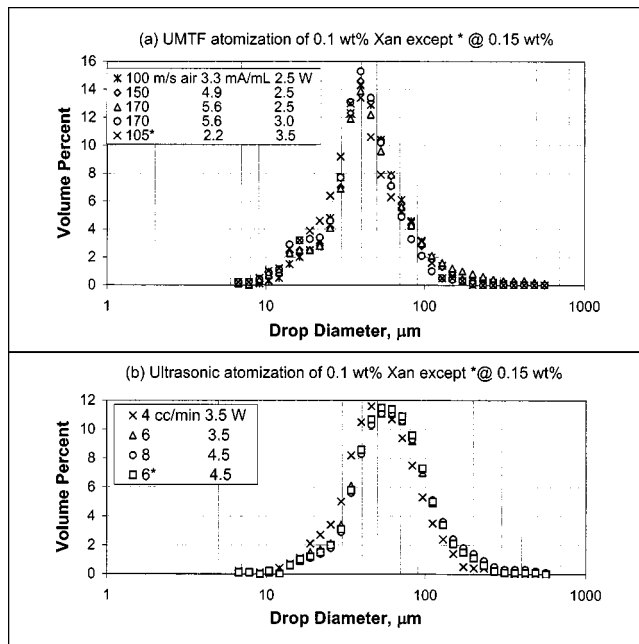 (a) UMTF atomization of 0.1 wt% Xan except * @ 0.15 wt%
Volume Percent
16
14
12
10
8
6
4
2
0
100 m/s air 3.3 mA/mL 2.5 W
150 4.9 2.5
170 5.6 2.5
170 5.6 3.0
105* 2.2 3.5
1 10 100 1000
Drop Diameter, μm
(b) Ultrasonic atomization of 0.1 wt% Xan except *@ 0.15 wt%
Volume Percent
12
10
8
6
4
2
0
4 cc/min 3.5 W
6 3.5
8 4.5
6* 4.5
1 10 100 1000
Drop Diameter, μm